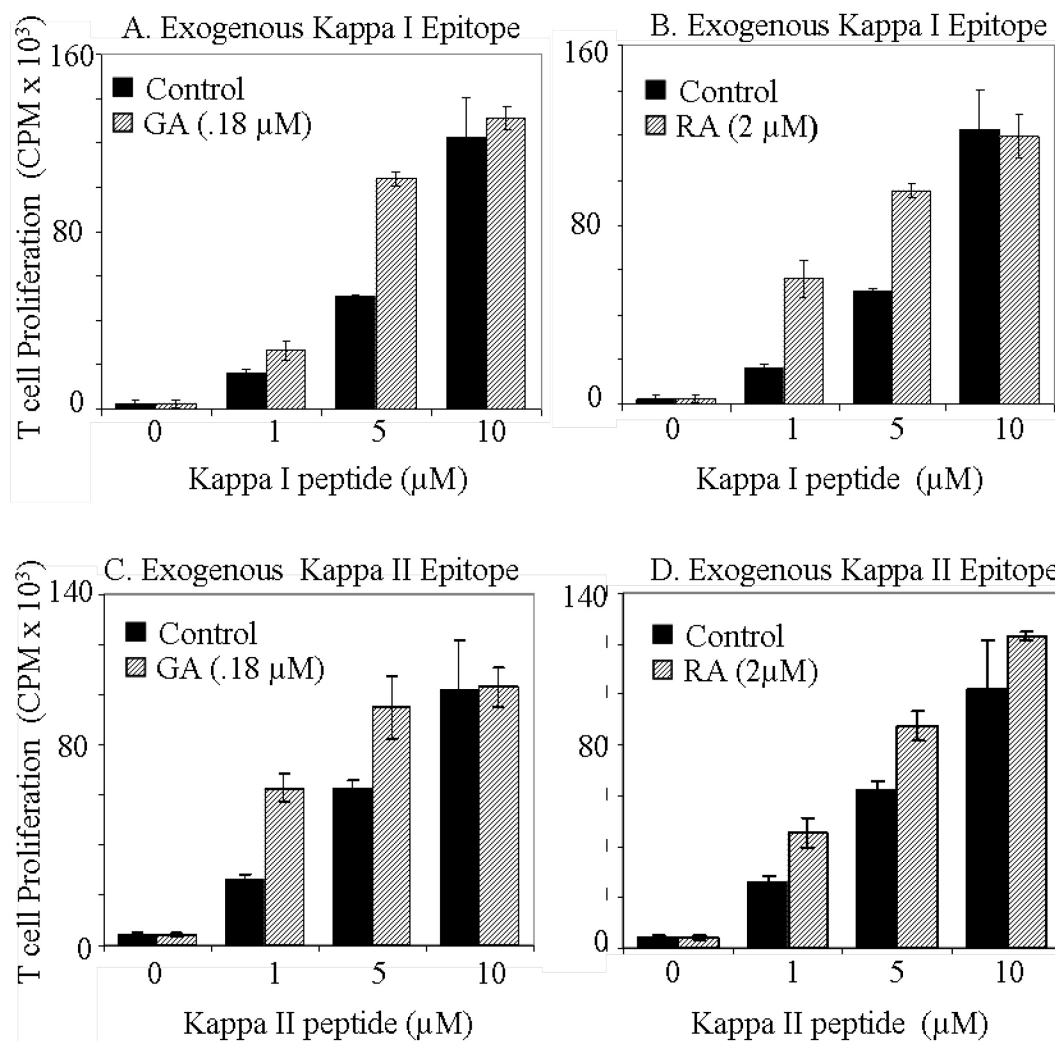 A. Exogenous Kappa I Epitope
T cell Proliferation (CPM x 10³)
160
80
0
Control
GA (.18 µM)
0 1 5 10
Kappa I peptide (µM)
B. Exogenous Kappa I Epitope
160
80
0
Control
RA (2 µM)
0 1 5 10
Kappa I peptide (µM)
C. Exogenous Kappa II Epitope
T cell Proliferation (CPM x 10³)
140
80
0
Control
GA (.18 µM)
0 1 5 10
Kappa II peptide (µM)
D. Exogenous Kappa II Epitope
140
80
0
Control
RA (2µM)
0 1 5 10
Kappa II peptide (µM)